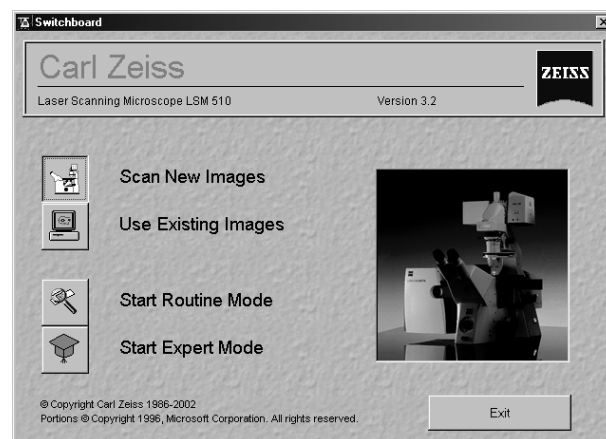 Switchboard
Carl Zeiss
ZEISS
Laser Scanning Microscope LSM 510 Version 3.2
Scan New Images
Use Existing Images
Start Routine Mode
Start Expert Mode
© Copyright Carl Zeiss 1986-2002
Portions © Copyright 1996, Microsoft Corporation. All rights reserved.
Exit